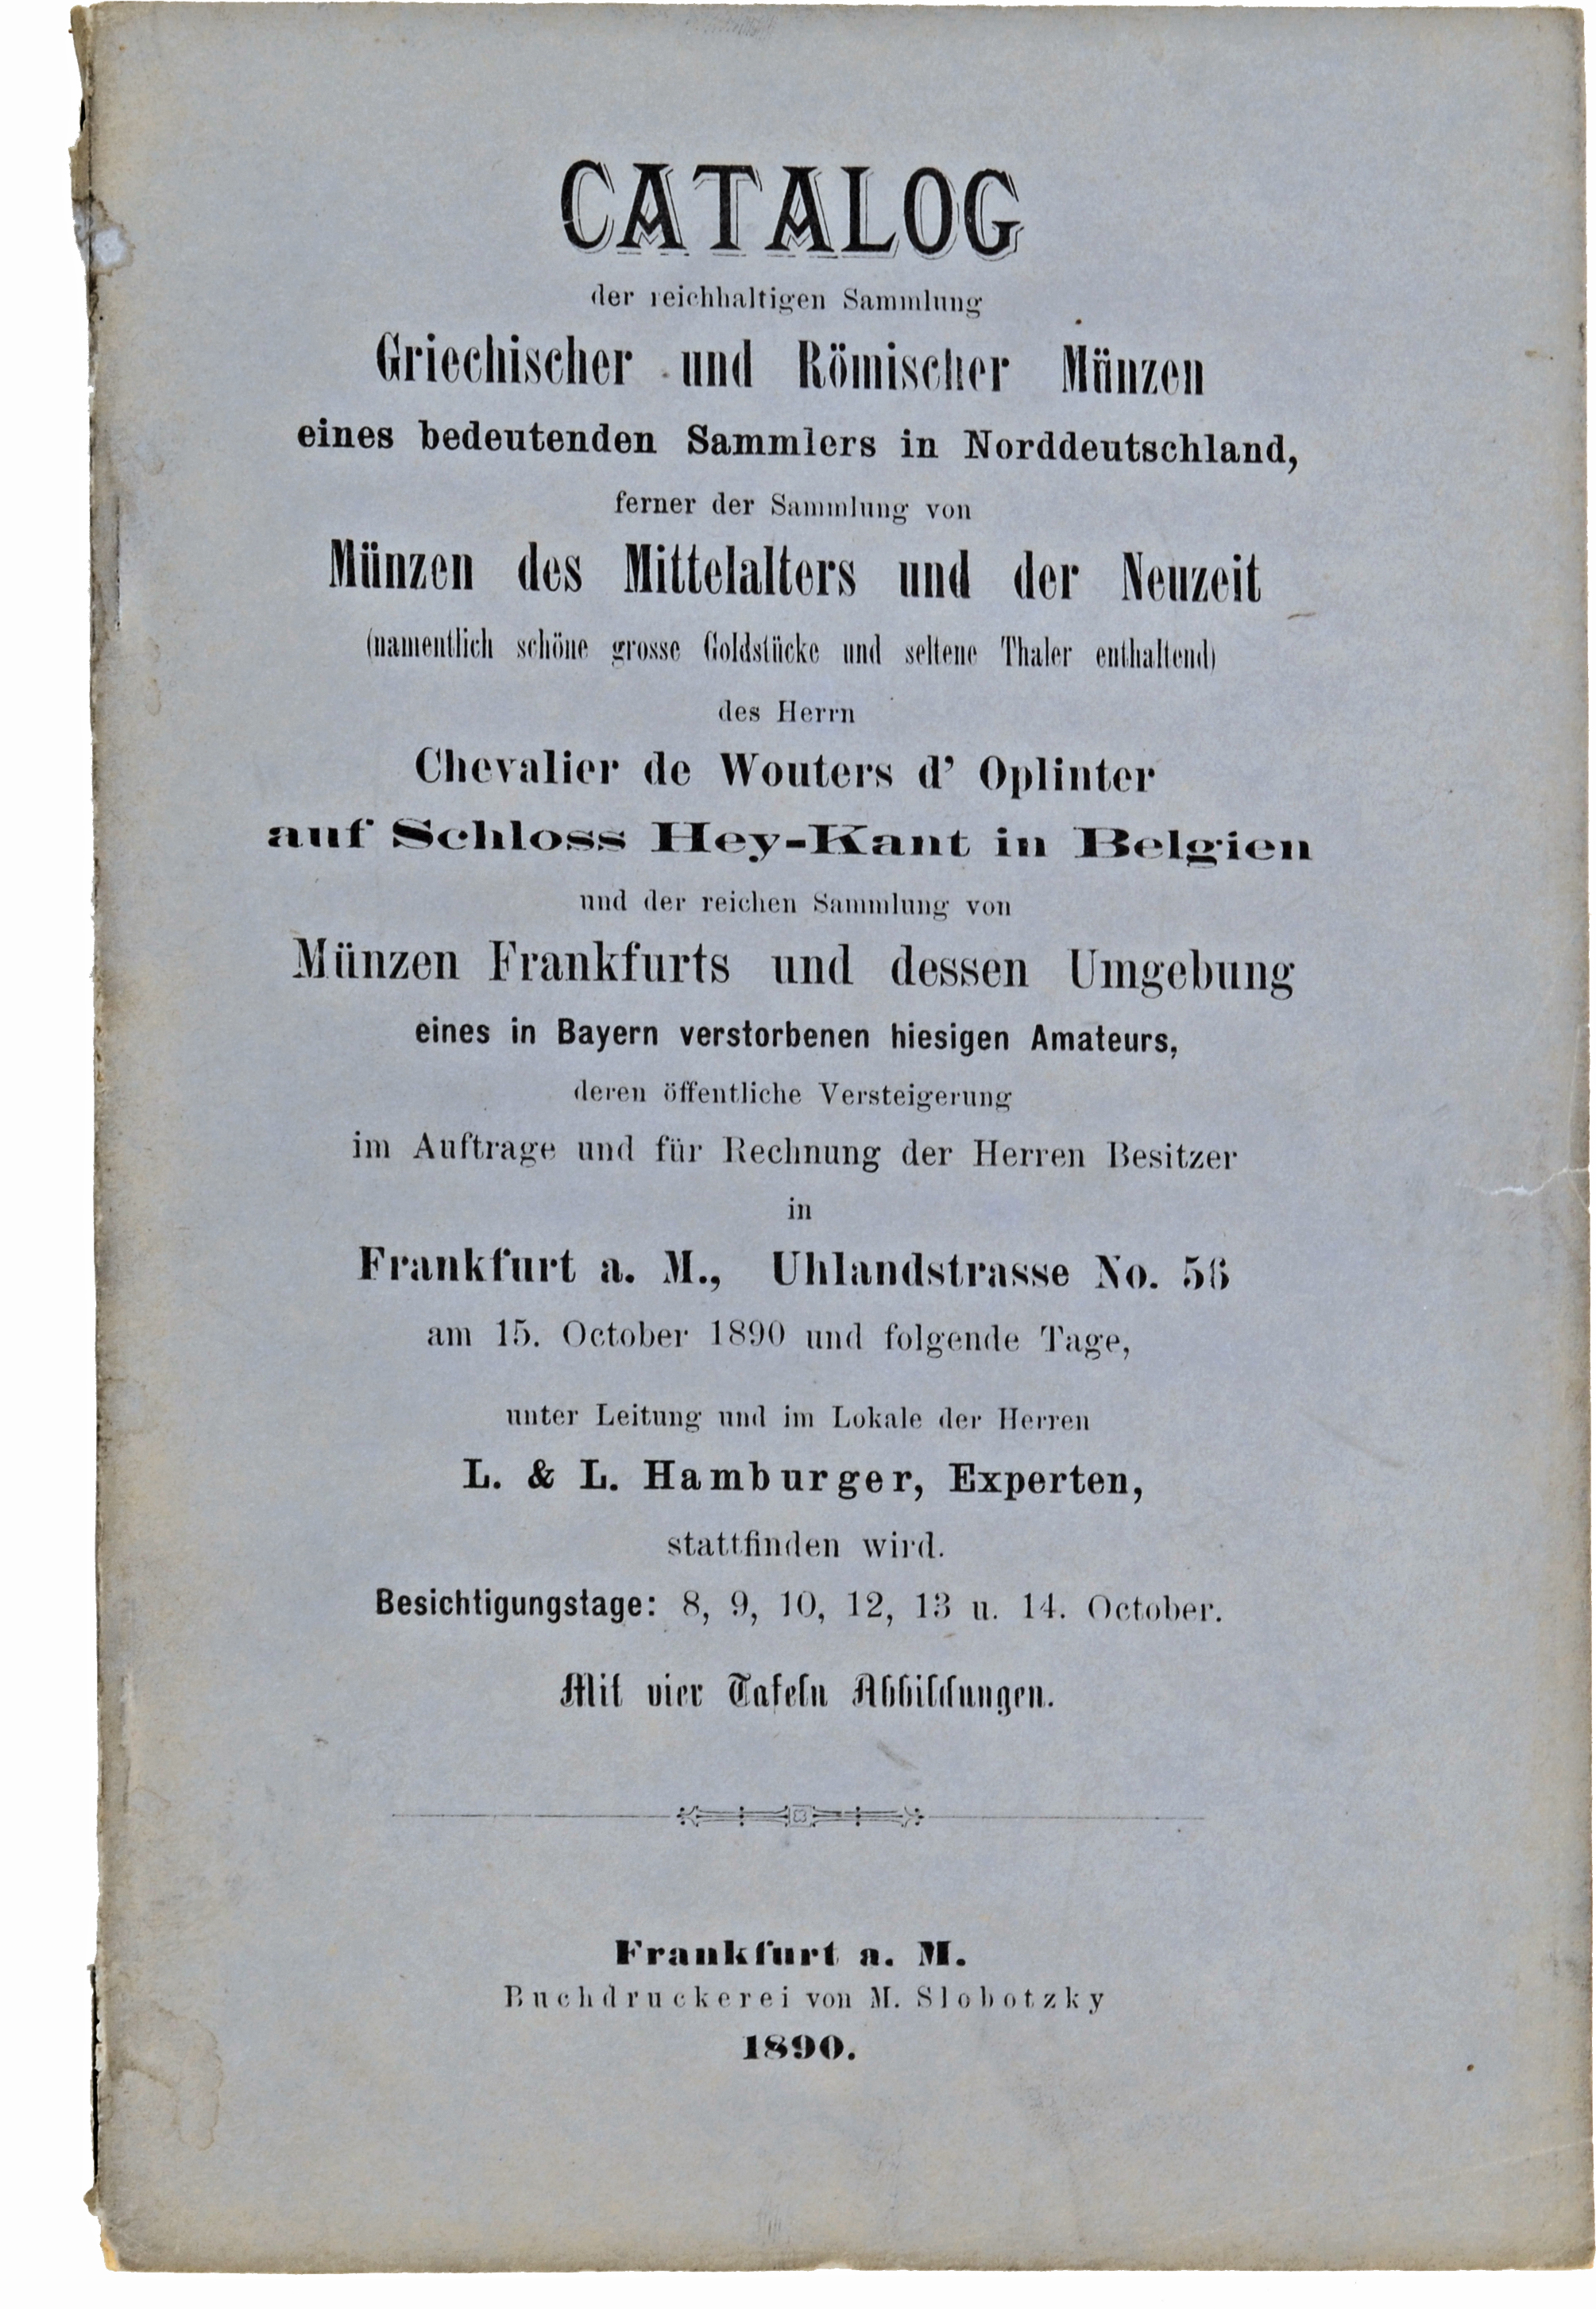 CATALOG
der reichhaltigen Sammlung
Griechischer und Römischer Münzen
eines bedeutenden Sammlers in Norddeutschland,
ferner der Sammlung von
Münzen des Mittelalters und der Neuzeit
(namentlich schöne grosse Goldstücke und seltene Thaler enthaltend)
des Herrn
Chevalier de Wouters d' Oplinter
auf Schloss Hey-Kant in Belgien
und der reichen Sammlung von
Münzen Frankfurts und dessen Umgebung
eines in Bayern verstorbenen hiesigen Amateurs,
deren öffentliche Versteigerung
im Auftrage und für Rechnung der Herren Besitzer
in
Frankfurt a. M., Uhlandstrasse No. 56
am 15. October 1890 und folgende Tage,
unter Leitung und im Lokale der Herren
L. & L. Hamburger, Experten,
stattfinden wird.
Besichtigungstage: 8, 9, 10, 12, 13 u. 14. October.
Mit vier Tafeln Abbildungen.
Frankfurt a. M.
Buchdruckerei von M. Slobotzky
1890.